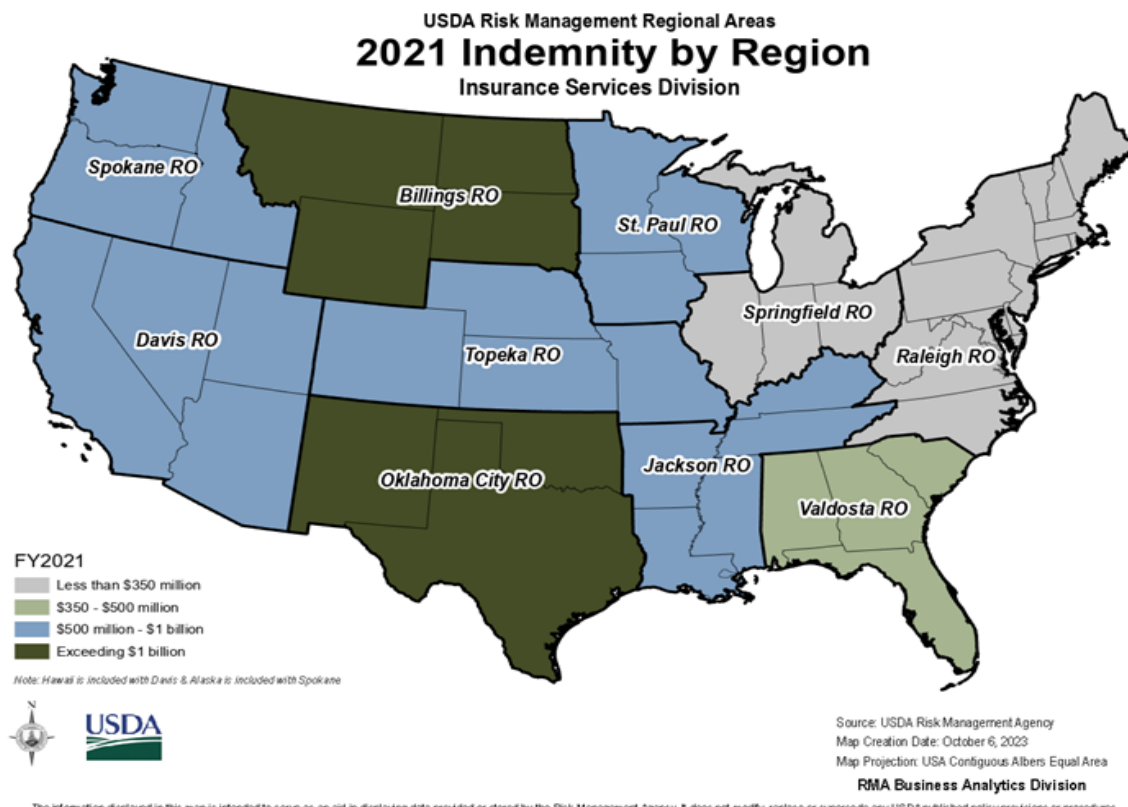 USDA Risk Management Regional Areas
2021 Indemnity by Region
Insurance Services Division
Spokane RO
Billings RO
St. Paul RO
Springfield RO
Davis RO
Topeka RO
Raleigh RO
Jackson RO
Oklahoma City RO
Valdosta RO
FY2021
Less than $350 million
$350 - $500 million
$500 million - $1 billion
Exceeding $1 billion
Note: Hawaii is included with Davis & Alaska is included with Spokane
N
USDA
Source: USDA Risk Management Agency
Map Creation Date: October 6, 2023
Map Projection: USA Contiguous Albers Equal Area
RMA Business Analytics Division